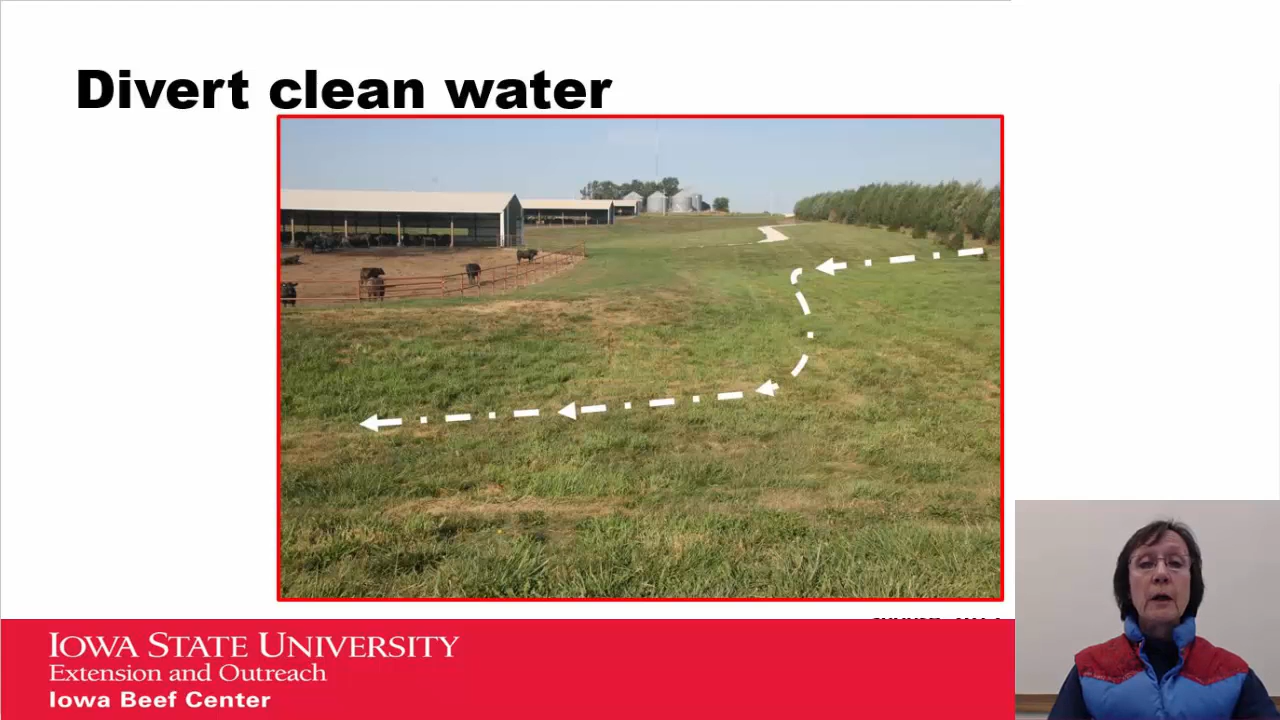 Divert clean water
IOWA STATE UNIVERSITY
Extension and Outreach
Iowa Beef Center